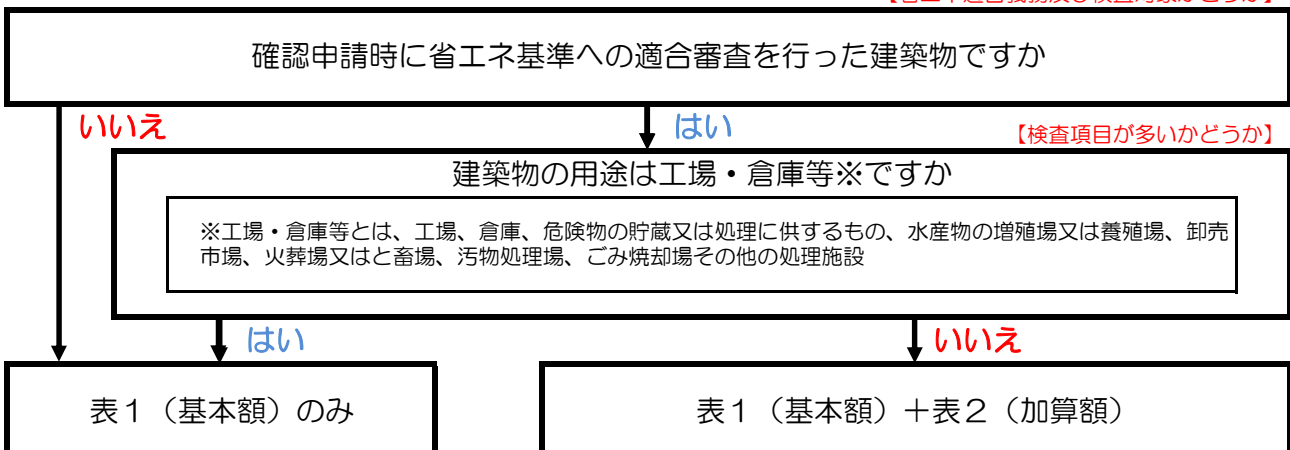 確認申請時に省エネ基準への適合審査を行った建築物ですか
いいえ
はい
【検査項目が多いかどうか】
建築物の用途は工場・倉庫等※ですか
※工場・倉庫等とは、工場、倉庫、危険物の貯蔵又は処理に供するもの、水産物の増殖場又は養殖場、卸売
市場、火葬場又はと畜場、汚物処理場、ごみ焼却場その他の処理施設
はい
いいえ
表１（基本額）のみ
表１（基本額）＋表２（加算額）